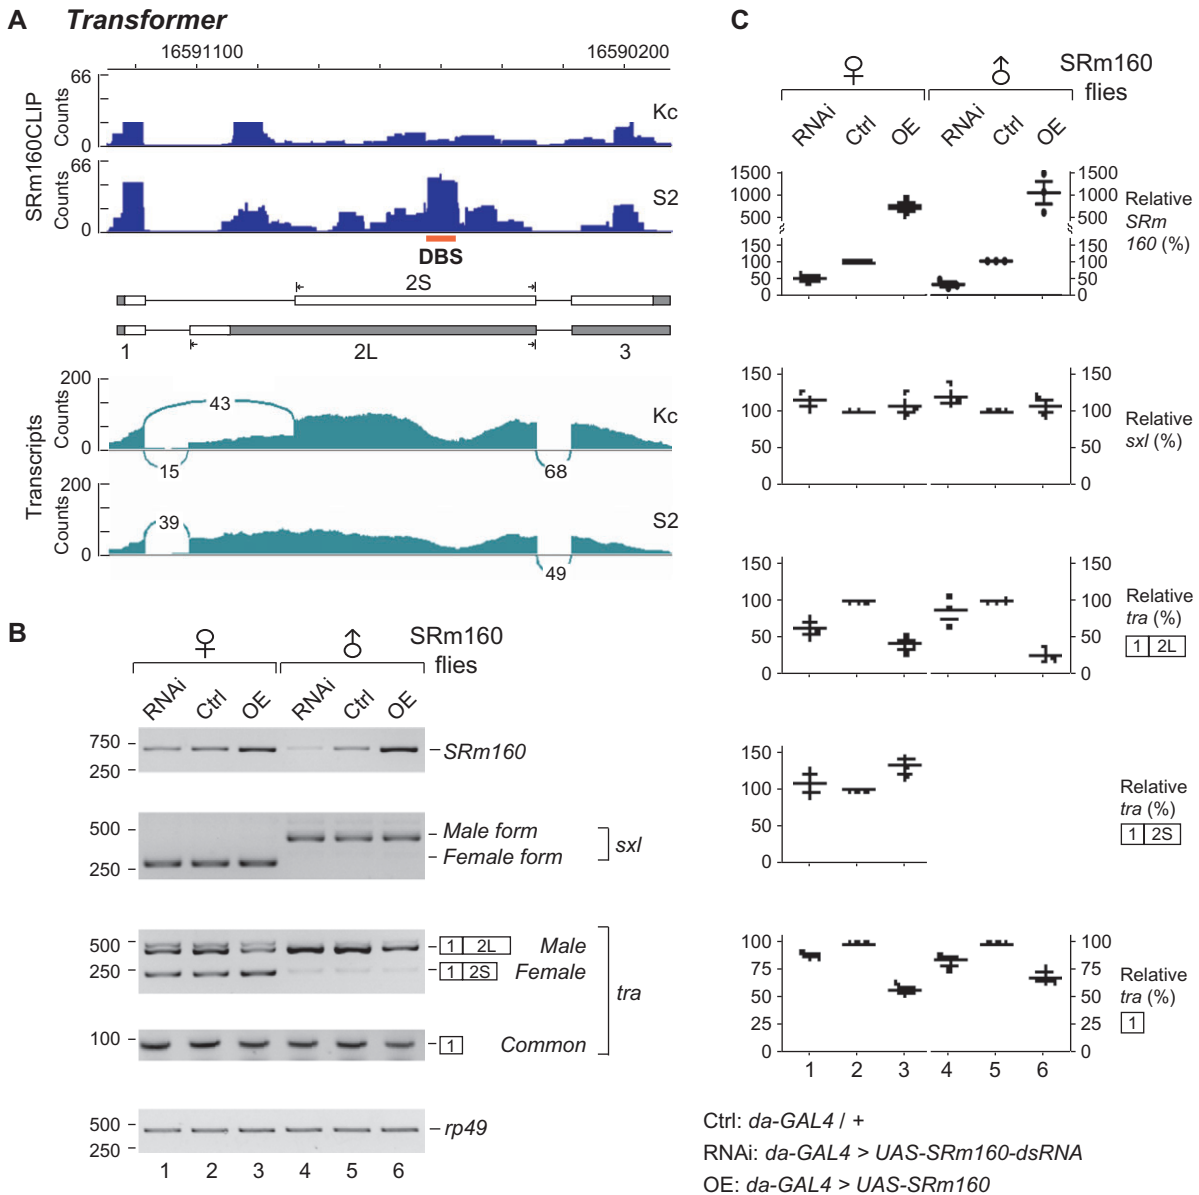 A Transformer
16591100 16590200
SRm160CLIP
Counts
66
0
Kc
Counts
66
0
S2
DBS
2S
1 2L 3
Transcripts
Counts
200
0
43
15
68
Kc
Counts
200
0
39
49
S2
B
♀ ♂ SRm160 flies
RNAi Ctrl OE RNAi Ctrl OE
750
250
SRm160
500
250
Male form
Female form
sxl
500
250
1 2L Male
1 2S Female
tra
100
1 Common
500
250
rp49
1 2 3 4 5 6
C
♀ ♂ SRm160 flies
RNAi Ctrl OE RNAi Ctrl OE
1500 1500
1000 1000
500 500
150 150
100 100
50 50
0 0
Relative
SRm
160 (%)
150 150
100 100
50 50
0 0
Relative
sxl (%)
150 150
100 100
50 50
0 0
Relative
tra (%)
1 2L
150
100
50
0
Relative
tra (%)
1 2S
100 100
75 75
50 50
25 25
0 0
Relative
tra (%)
1
1 2 3 4 5 6
Ctrl: da-GAL4 / +
RNAi: da-GAL4 > UAS-SRm160-dsRNA
OE: da-GAL4 > UAS-SRm160